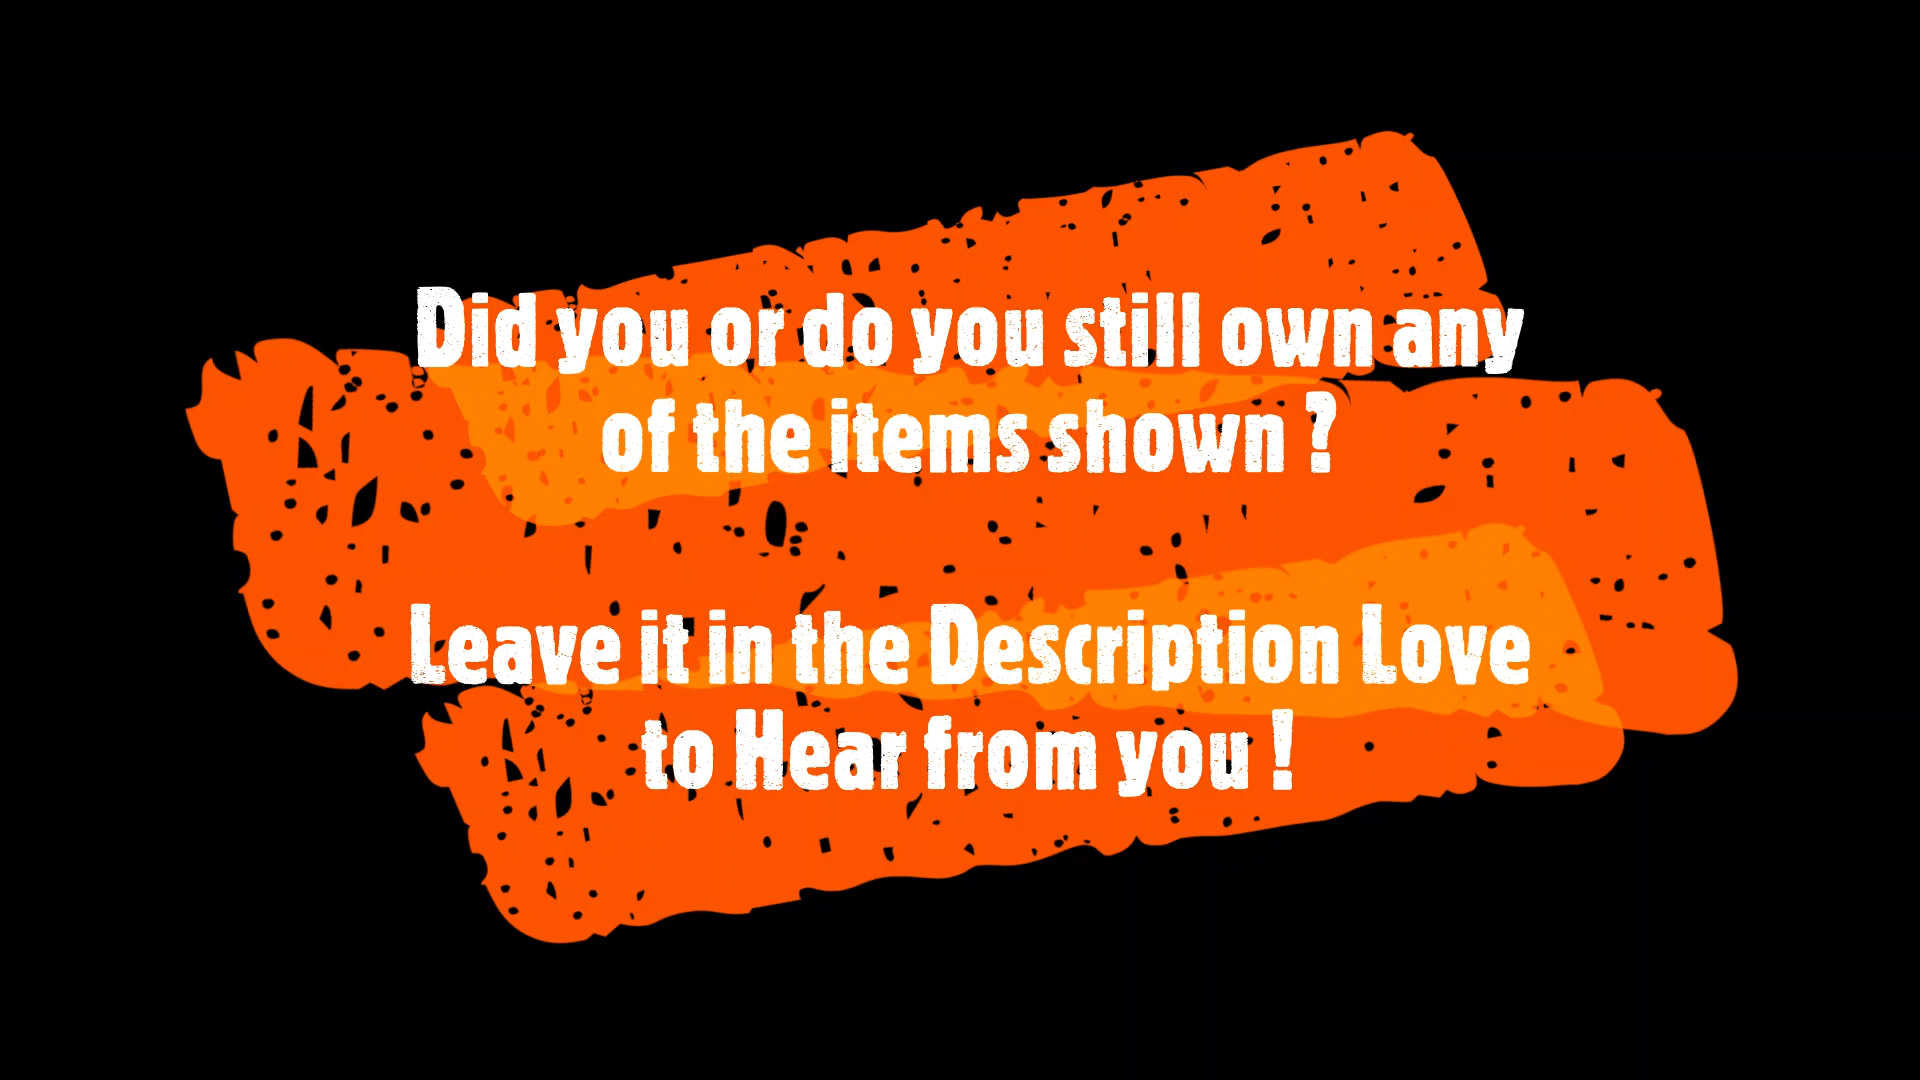 Did you or do you still own any
of the items shown ?
Leave it in the Description Love
to Hear from you !